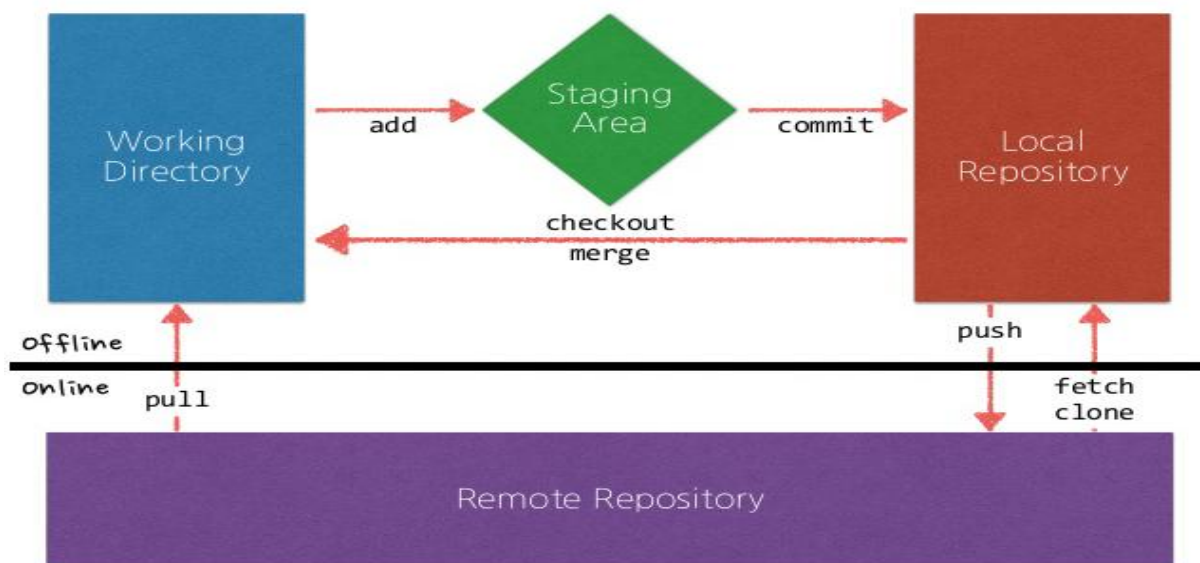 Working
Directory
add
Staging
Area
commit
Local
Repository
checkout
merge
offline
online
pull
push
fetch
clone
Remote Repository